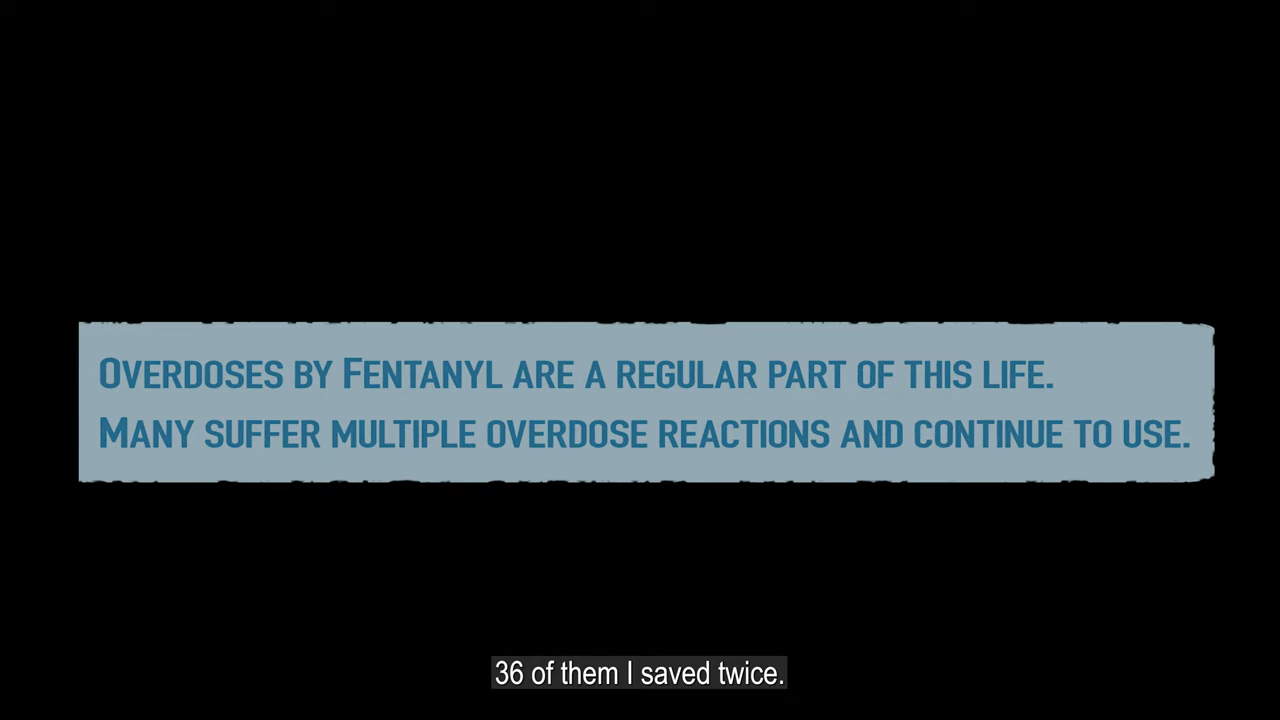 Overdoses by Fentanyl are a regular part of this life.
Many suffer multiple overdose reactions and continue to use.
36 of them I saved twice.